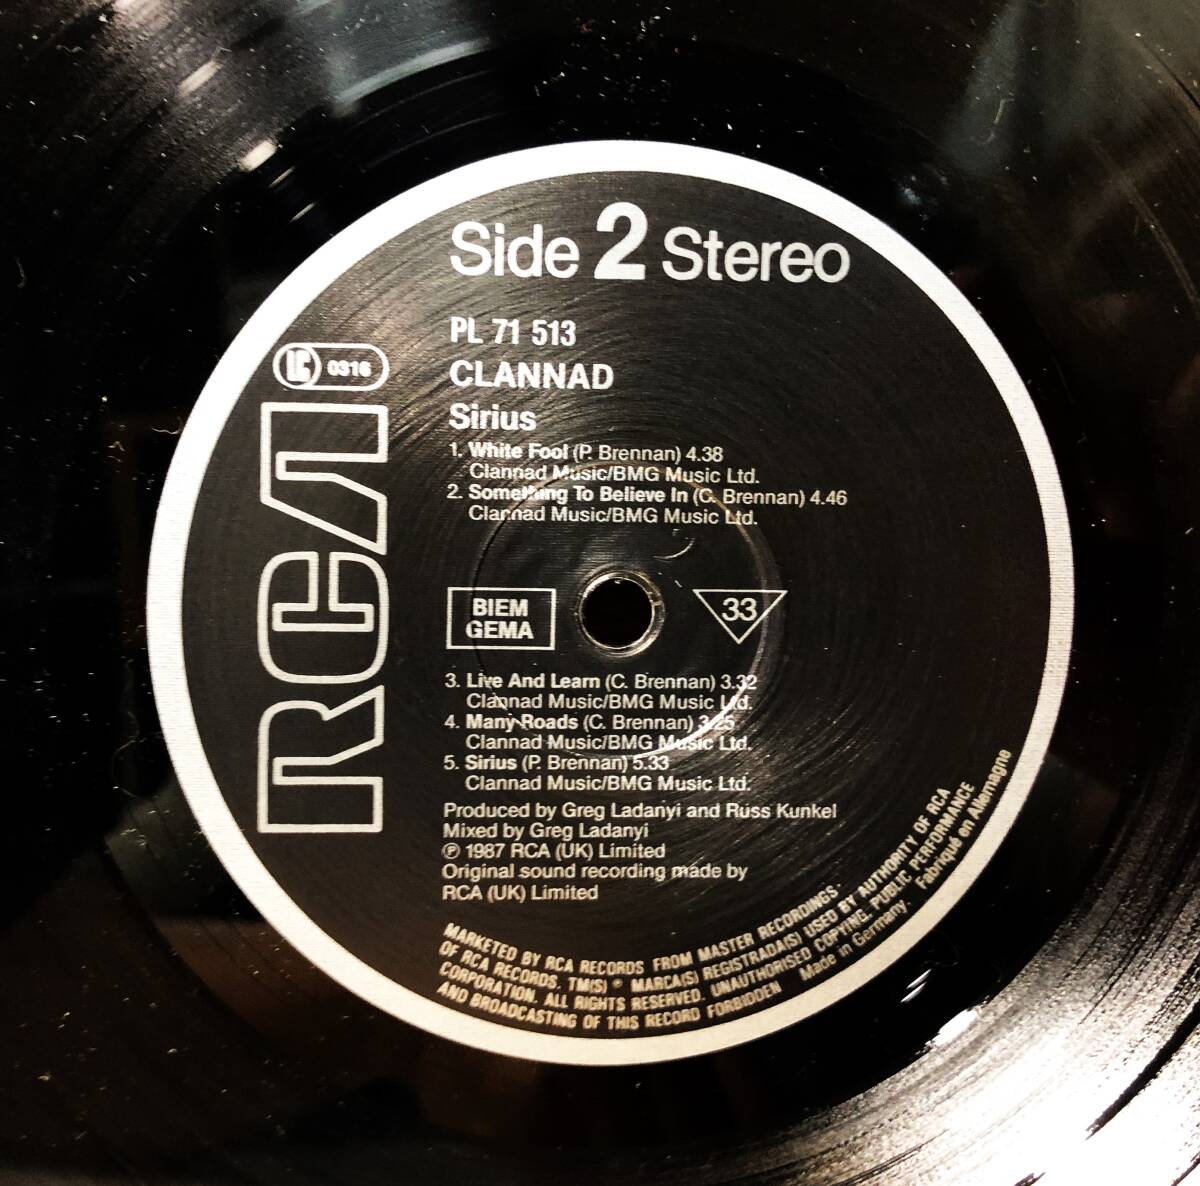 Side 2 Stereo
PL 71 513
LC 0316
CLANNAD
Sirius
RCA
1. White Fool (P. Brennan) 4.38
Clannad Music/BMG Music Ltd.
2. Something To Believe In (C. Brennan) 4.46
Clannad Music/BMG Music Ltd.
BIEM
GEMA
33
3. Live And Learn (C. Brennan) 3.32
Clannad Music/BMG Music Ltd.
4. Many Roads (C. Brennan) 3.25
Clannad Music/BMG Music Ltd.
5. Sirius (P. Brennan) 5.33
Clannad Music/BMG Music Ltd.
Produced by Greg Ladanyi and Russ Kunkel
Mixed by Greg Ladanyi
℗ 1987 RCA (UK) Limited
Original sound recording made by
RCA (UK) Limited
MARKETED BY RCA RECORDS FROM MASTER RECORDINGS
OF RCA RECORDS. TM(S) ® MARCA(S) REGISTRADA(S) USED BY AUTHORITY OF RCA
CORPORATION. ALL RIGHTS RESERVED. UNAUTHORISED COPYING, PUBLIC PERFORMANCE
AND BROADCASTING OF THIS RECORD FORBIDDEN Made in Germany. Fabriqué en Allemagne